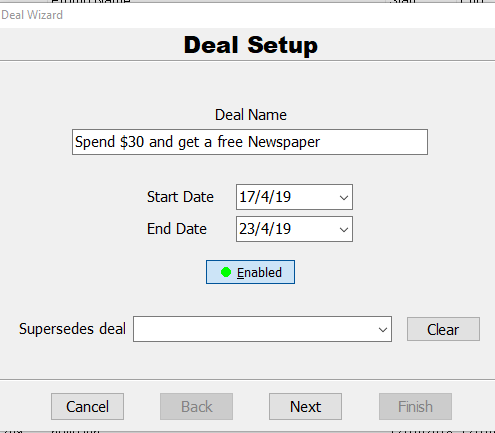 Deal Wizard
Deal Setup
Deal Name
Spend $30 and get a free Newspaper
Start Date 17/4/19
End Date 23/4/19
Enabled
Supersedes deal Clear
Cancel Back Next Finish